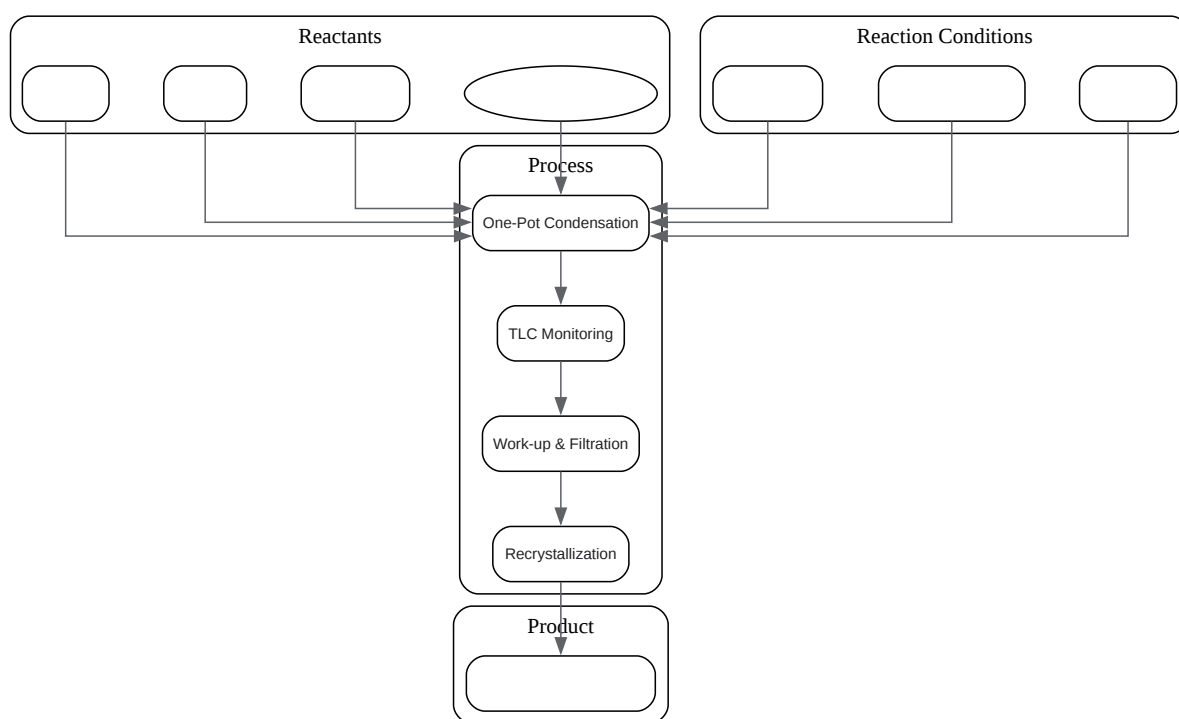 Reactants
Reaction Conditions
Process
One-Pot Condensation
TLC Monitoring
Work-up & Filtration
Recrystallization
Product